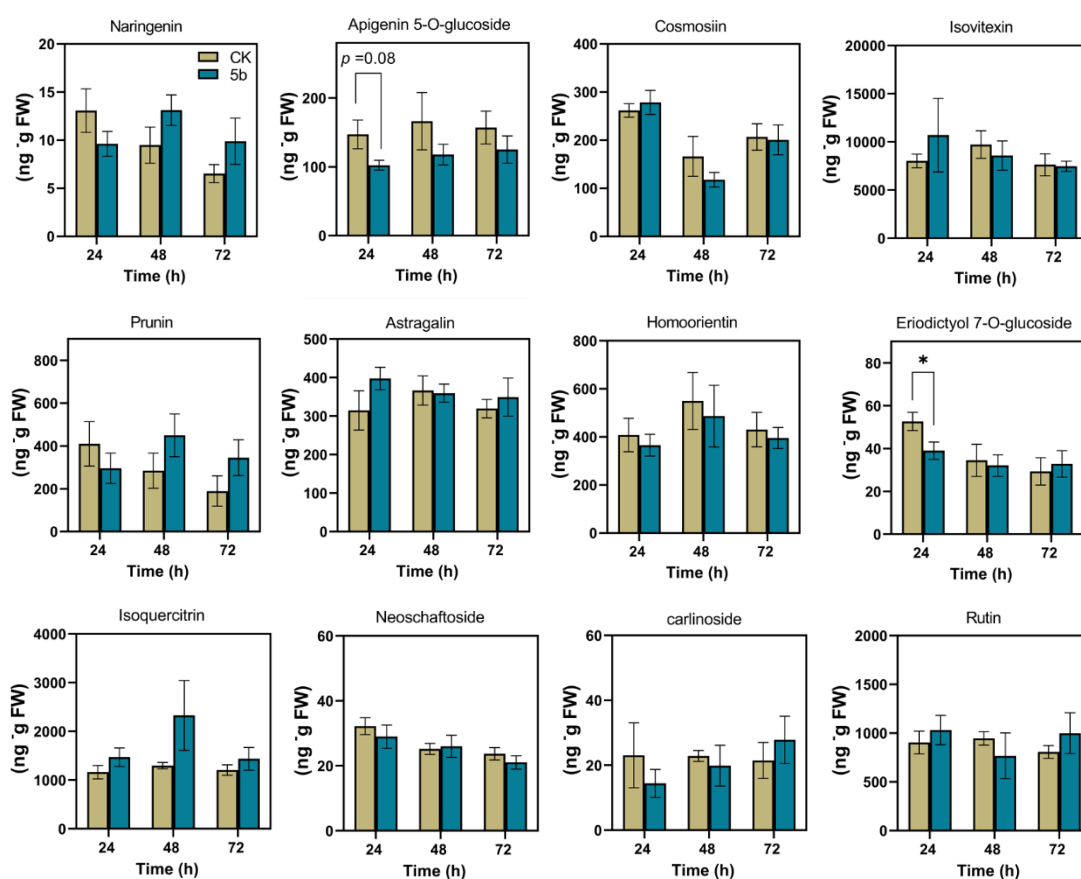 Naringenin
Apigenin 5-O-glucoside
Cosmosiin
Isovitexin
(ng ⁻g FW)
20
15
10
5
0
CK
5b
24 48 72
Time (h)
(ng ⁻g FW)
200
150
100
50
0
p =0.08
24 48 72
Time (h)
(ng ⁻g FW)
400
300
200
100
0
24 48 72
Time (h)
(ng ⁻g FW)
20000
15000
10000
5000
0
24 48 72
Time (h)
Prunin
Astragalin
Homoorientin
Eriodictyol 7-O-glucoside
(ng ⁻g FW)
800
600
400
200
0
24 48 72
Time (h)
(ng ⁻g FW)
500
400
300
200
100
0
24 48 72
Time (h)
(ng ⁻g FW)
800
600
400
200
0
24 48 72
Time (h)
(ng ⁻g FW)
80
60
40
20
0
*
24 48 72
Time (h)
Isoquercitrin
Neoschaftoside
carlinoside
Rutin
(ng ⁻g FW)
4000
3000
2000
1000
0
24 48 72
Time (h)
(ng ⁻g FW)
60
40
20
0
24 48 72
Time (h)
(ng ⁻g FW)
60
40
20
0
24 48 72
Time (h)
(ng ⁻g FW)
2000
1500
1000
500
0
24 48 72
Time (h)